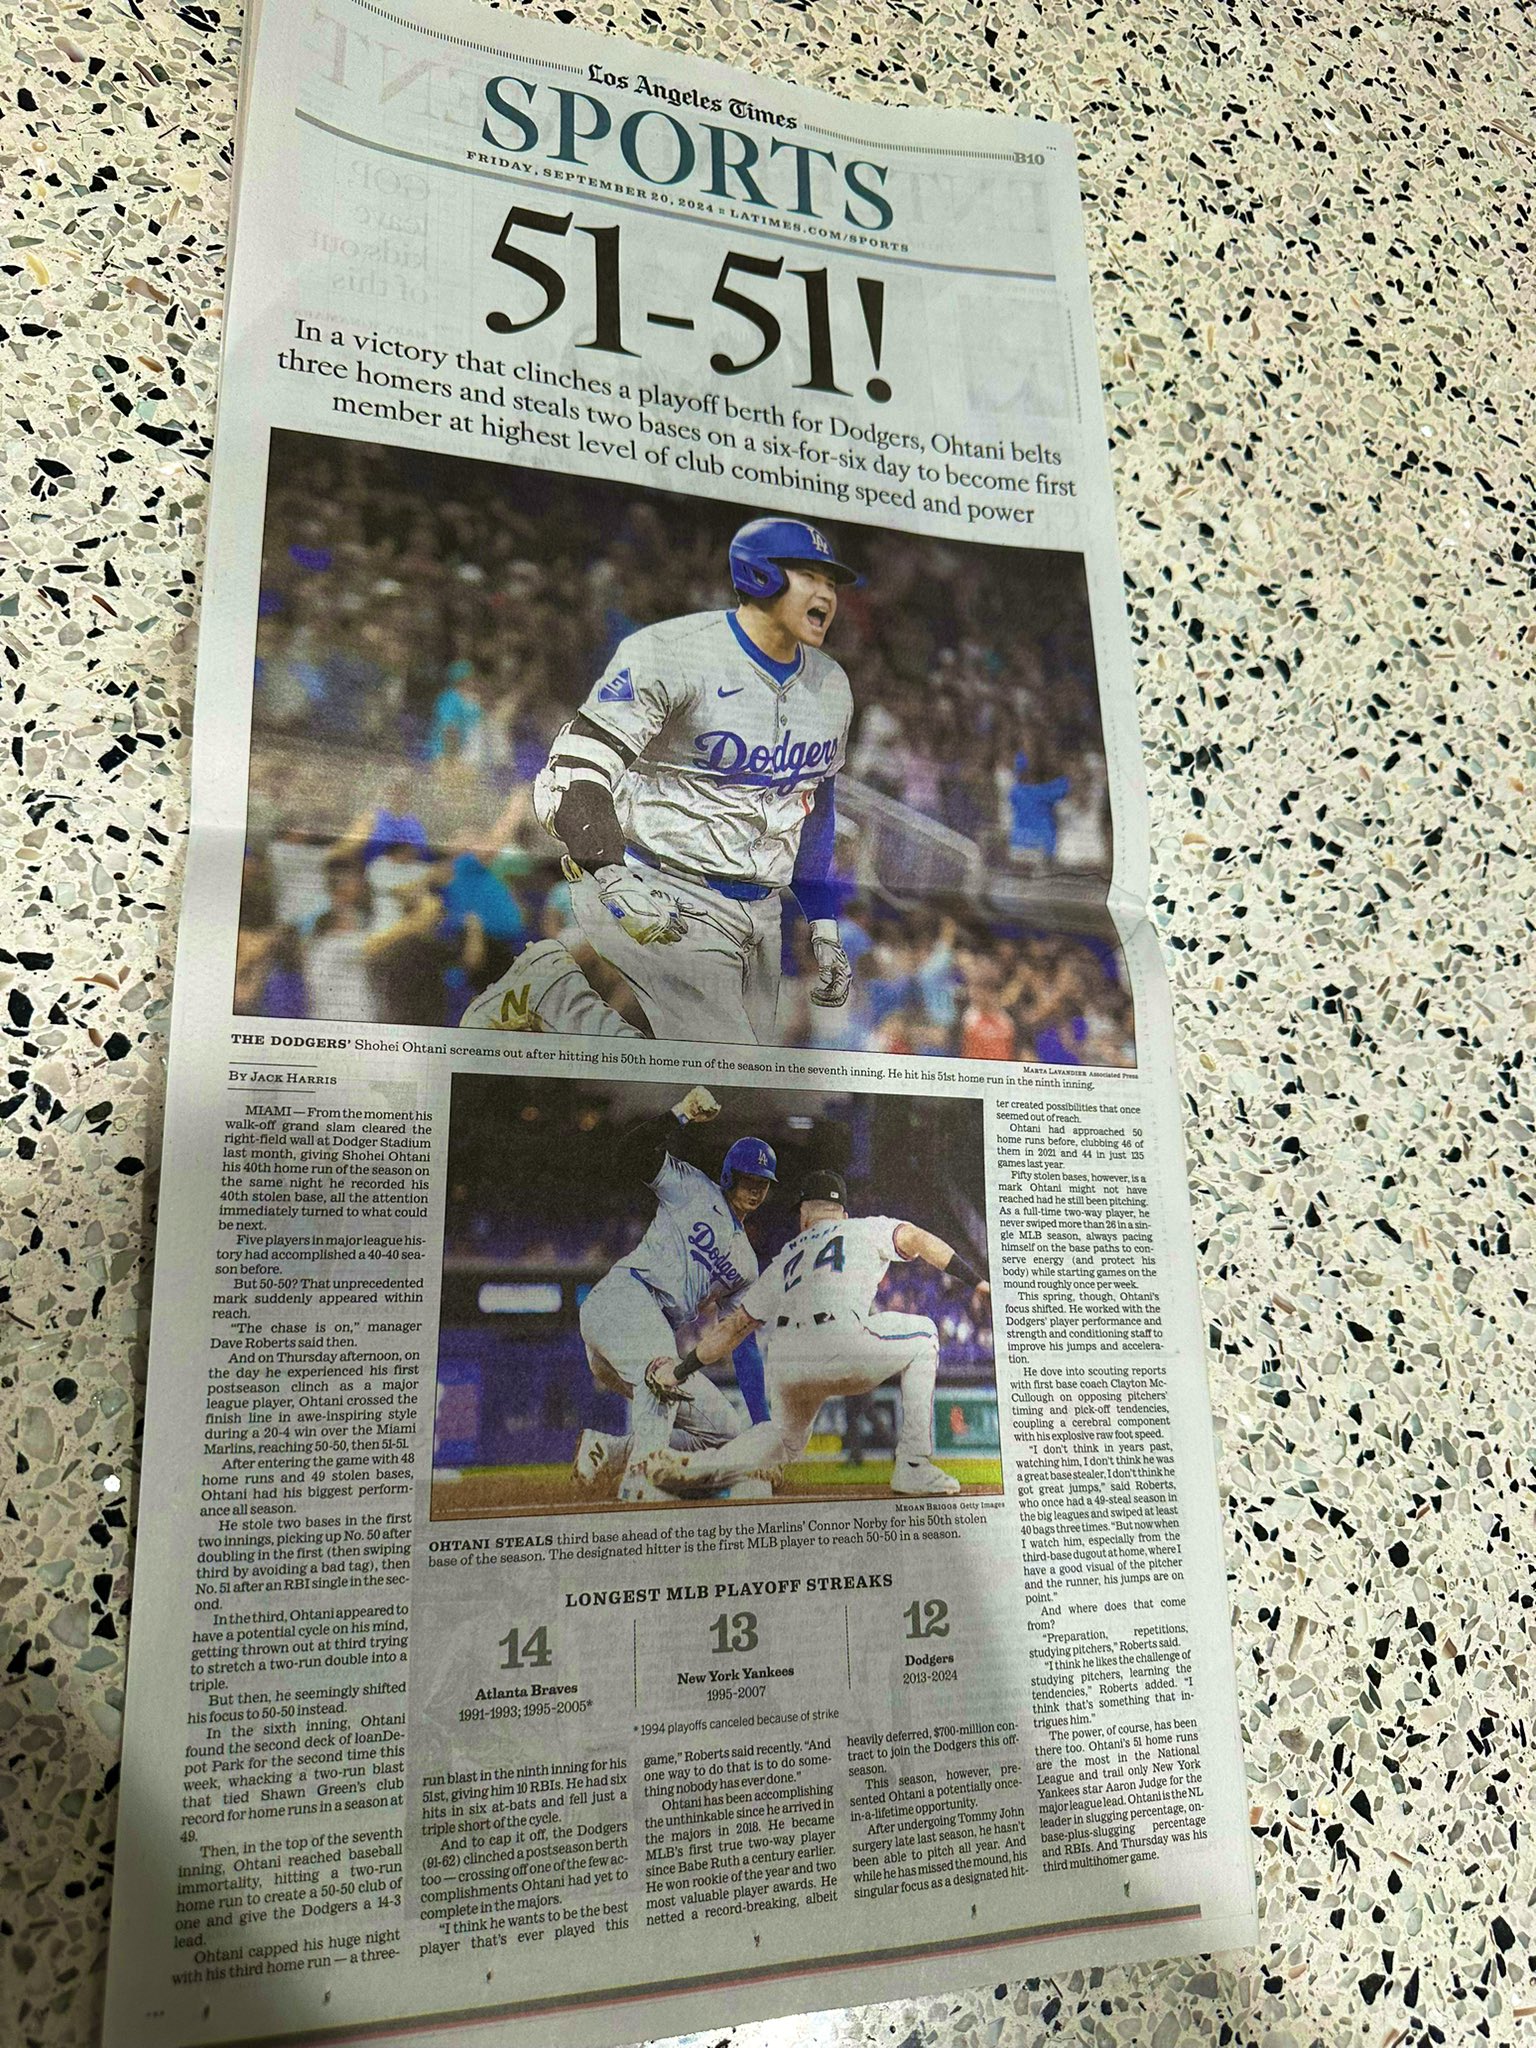 Los Angeles Times
SPORTS
B10
FRIDAY, SEPTEMBER 20, 2024 :: LATIMES.COM/SPORTS
51-51!
In a victory that clinches a playoff berth for Dodgers, Ohtani belts
three homers and steals two bases on a six-for-six day to become first
member at highest level of club combining speed and power
LA
Dodgers
N
MARTA LAVANDIER Associated Press
THE DODGERS' Shohei Ohtani screams out after hitting his 50th home run of the season in the seventh inning. He hit his 51st home run in the ninth inning.
BY JACK HARRIS
MIAMI — From the moment his
walk-off grand slam cleared the
right-field wall at Dodger Stadium
last month, giving Shohei Ohtani
his 40th home run of the season on
the same night he recorded his
40th stolen base, all the attention
immediately turned to what could
be next.
Five players in major league his-
tory had accomplished a 40-40 sea-
son before.
But 50-50? That unprecedented
mark suddenly appeared within
reach.
"The chase is on," manager
Dave Roberts said then.
And on Thursday afternoon, on
the day he experienced his first
postseason clinch as a major
league player, Ohtani crossed the
finish line in awe-inspiring style
during a 20-4 win over the Miami
Marlins, reaching 50-50, then 51-51.
After entering the game with 48
home runs and 49 stolen bases,
Ohtani had his biggest perform-
ance all season.
He stole two bases in the first
two innings, picking up No. 50 after
doubling in the first (then swiping
third by avoiding a bad tag), then
No. 51 after an RBI single in the sec-
ond.
In the third, Ohtani appeared to
have a potential cycle on his mind,
getting thrown out at third trying
to stretch a two-run double into a
triple.
But then, he seemingly shifted
his focus to 50-50 instead.
In the sixth inning, Ohtani
found the second deck of loanDe-
pot Park for the second time this
week, whacking a two-run blast
that tied Shawn Green's club
record for home runs in a season at
49.
Then, in the top of the seventh
inning, Ohtani reached baseball
immortality, hitting a two-run
home run to create a 50-50 club of
one and give the Dodgers a 14-3
lead.
Ohtani capped his huge night
with his third home run — a three-
LA
Dodgers
24
N
MEGAN BRIGGS Getty Images
OHTANI STEALS third base ahead of the tag by the Marlins' Connor Norby for his 50th stolen
base of the season. The designated hitter is the first MLB player to reach 50-50 in a season.
LONGEST MLB PLAYOFF STREAKS
14
Atlanta Braves
1991-1993; 1995-2005*
13
New York Yankees
1995-2007
12
Dodgers
2013-2024
* 1994 playoffs canceled because of strike
run blast in the ninth inning for his
51st, giving him 10 RBIs. He had six
hits in six at-bats and fell just a
triple short of the cycle.
And to cap it off, the Dodgers
(91-62) clinched a postseason berth
too — crossing off one of the few ac-
complishments Ohtani had yet to
complete in the majors.
"I think he wants to be the best
player that's ever played this
game," Roberts said recently. "And
one way to do that is to do some-
thing nobody has ever done."
Ohtani has been accomplishing
the unthinkable since he arrived in
the majors in 2018. He became
MLB's first true two-way player
since Babe Ruth a century earlier.
He won rookie of the year and two
most valuable player awards. He
netted a record-breaking, albeit
heavily deferred, $700-million con-
tract to join the Dodgers this off-
season.
This season, however, pre-
sented Ohtani a potentially once-
in-a-lifetime opportunity.
After undergoing Tommy John
surgery late last season, he hasn't
been able to pitch all year. And
while he has missed the mound, his
singular focus as a designated hit-
ter created possibilities that once
seemed out of reach.
Ohtani had approached 50
home runs before, clubbing 46 of
them in 2021 and 44 in just 135
games last year.
Fifty stolen bases, however, is a
mark Ohtani might not have
reached had he still been pitching.
As a full-time two-way player, he
never swiped more than 26 in a sin-
gle MLB season, always pacing
himself on the base paths to con-
serve energy (and protect his
body) while starting games on the
mound roughly once per week.
This spring, though, Ohtani's
focus shifted. He worked with the
Dodgers' player performance and
strength and conditioning staff to
improve his jumps and accelera-
tion.
He dove into scouting reports
with first base coach Clayton Mc-
Cullough on opposing pitchers'
timing and pick-off tendencies,
coupling a cerebral component
with his explosive raw foot speed.
"I don't think in years past,
watching him, I don't think he was
a great base stealer, I don't think he
got great jumps," said Roberts,
who once had a 49-steal season in
the big leagues and swiped at least
40 bags three times. "But now when
I watch him, especially from the
third-base dugout at home, where I
have a good visual of the pitcher
and the runner, his jumps are on
point."
And where does that come
from?
"Preparation, repetitions,
studying pitchers," Roberts said.
"I think he likes the challenge of
studying pitchers, learning the
tendencies," Roberts added. "I
think that's something that in-
trigues him."
The power, of course, has been
there too. Ohtani's 51 home runs
are the most in the National
League and trail only New York
Yankees star Aaron Judge for the
major league lead. Ohtani is the NL
leader in slugging percentage, on-
base-plus-slugging percentage
and RBIs. And Thursday was his
third multihomer game.